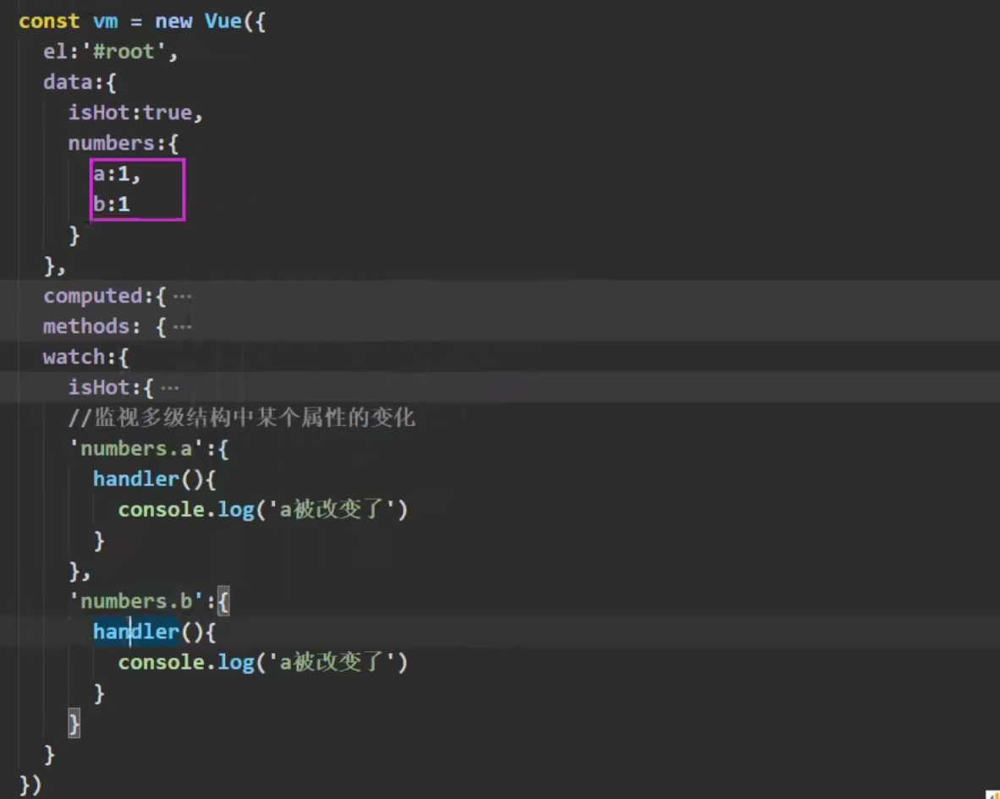 const vm = new Vue({
  el:'#root',
  data:{
    isHot:true,
    numbers:{
      a:1,
      b:1
    }
  },
  computed:{ ···
  methods: { ···
  watch:{
    isHot:{ ···
    //监视多级结构中某个属性的变化
    'numbers.a':{
      handler(){
        console.log('a被改变了')
      }
    },
    'numbers.b':{
      handler(){
        console.log('a被改变了')
      }
    }
  }
})